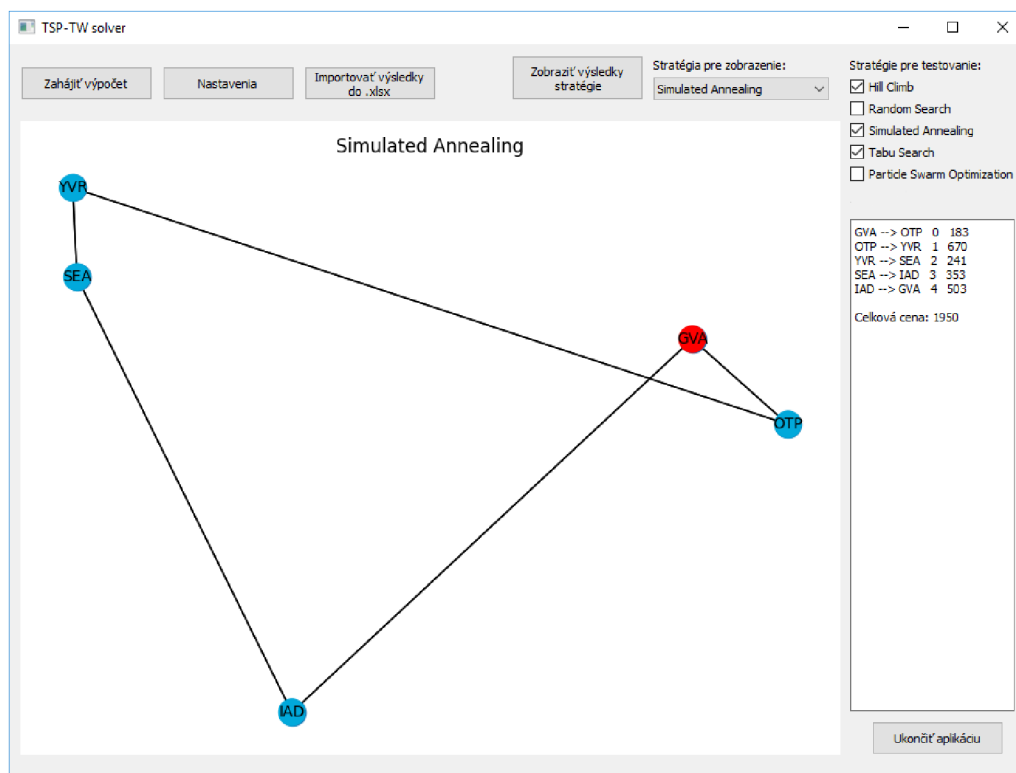 TSP-TW solver
Zahájiť výpočet
Nastavenia
Importovať výsledky
do .xlsx
Zobraziť výsledky
stratégie
Stratégia pre zobrazenie:
Simulated Annealing
Stratégie pre testovanie:
Hill Climb
Random Search
Simulated Annealing
Tabu Search
Particle Swarm Optimization
Simulated Annealing
YVR
SEA
GVA
OTP
IAD
GVA --> OTP 0 183
OTP --> YVR 1 670
YVR --> SEA 2 241
SEA --> IAD 3 353
IAD --> GVA 4 503
Celková cena: 1950
Ukončiť aplikáciu